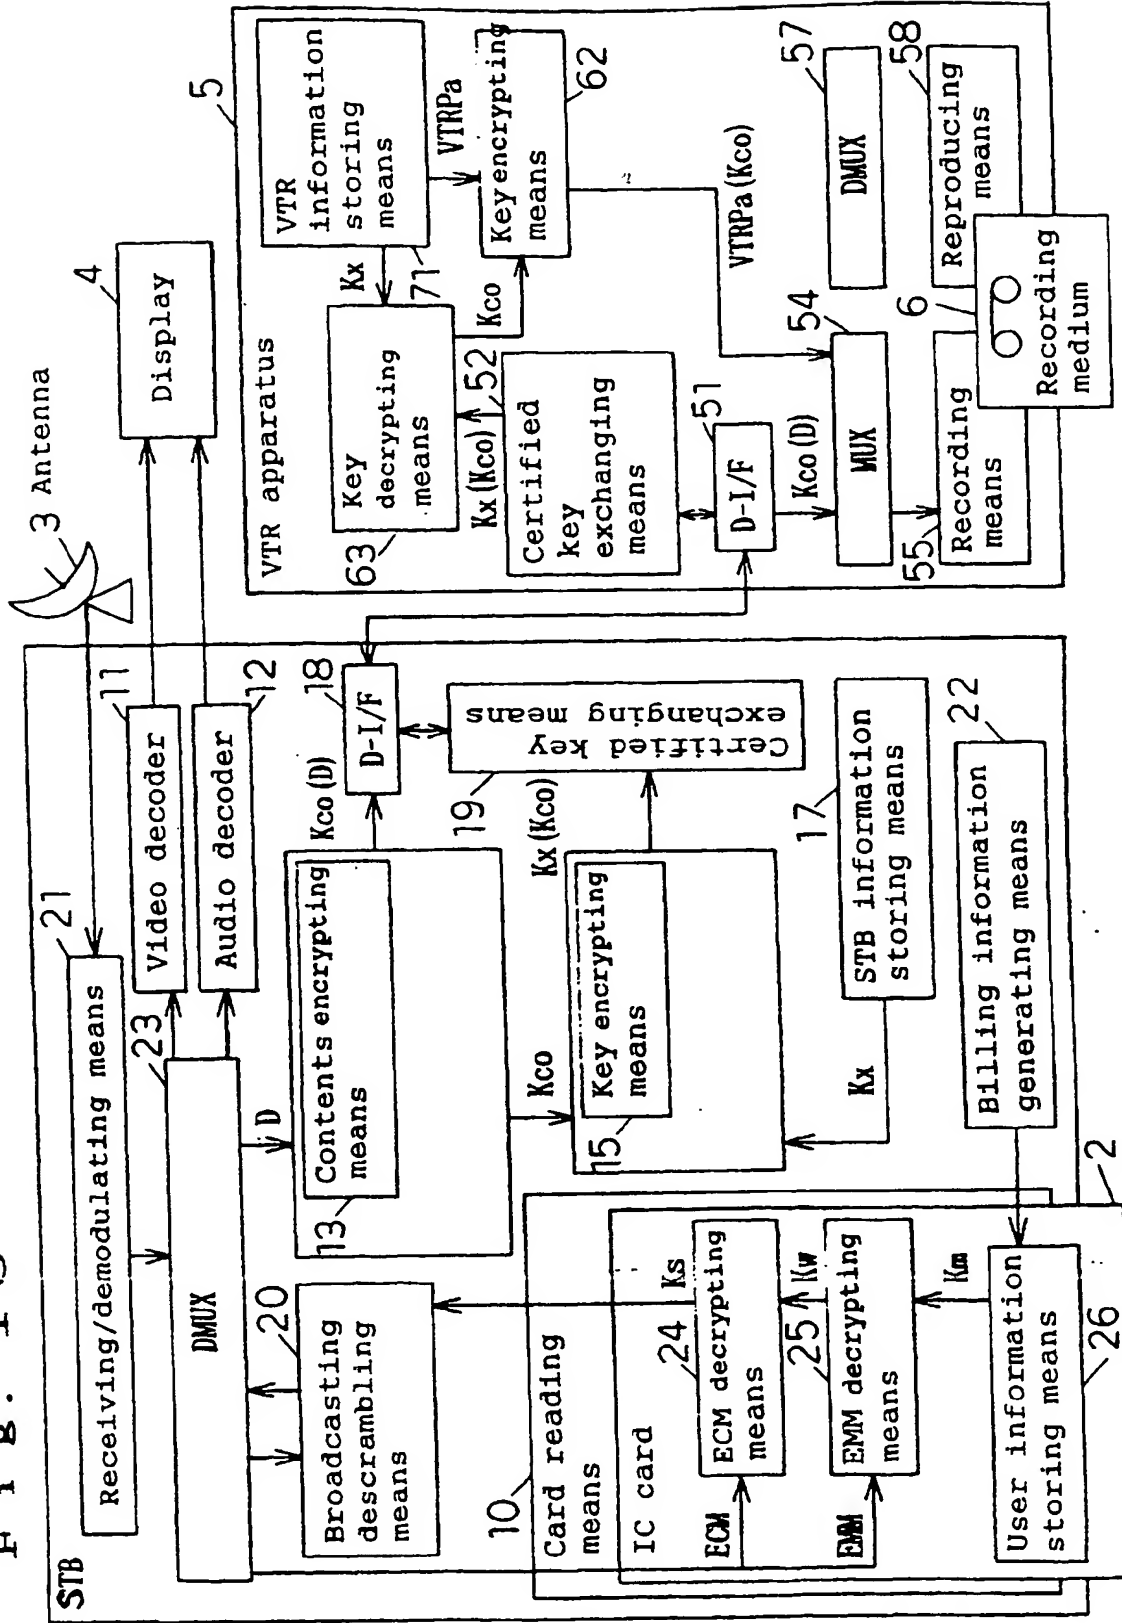 STB
Receiving/demodulating means
21
3 Antenna
4
Display
DMUX
23
Video decoder
11
Audio decoder
12
Broadcasting
descrambling
means
20
D
Contents encrypting
means
13
Kco(D)
D-I/F
18
Kco
Certified key
exchanging means
19
Kx(Kco)
Key encrypting
means
15
Kx
STB information
storing means
17
Billing information
generating means
22
10
Card reading
means
IC card
2
ECM
EMM
Ks
ECM decrypting
means
24
Kw
EMM decrypting
means
25
Km
User information
storing means
26
VTR apparatus
5
VTR
information
storing
means
71
Kx
VTRPa
Key decrypting
means
63
Kco
Key encrypting
means
62
Kx(Kco)
52
Certified
key
exchanging
means
VTRPa(Kco)
D-I/F
51
Kco(D)
MUX
54
DMUX
57
Recording
means
55
Reproducing
means
58
6
Recording
medium